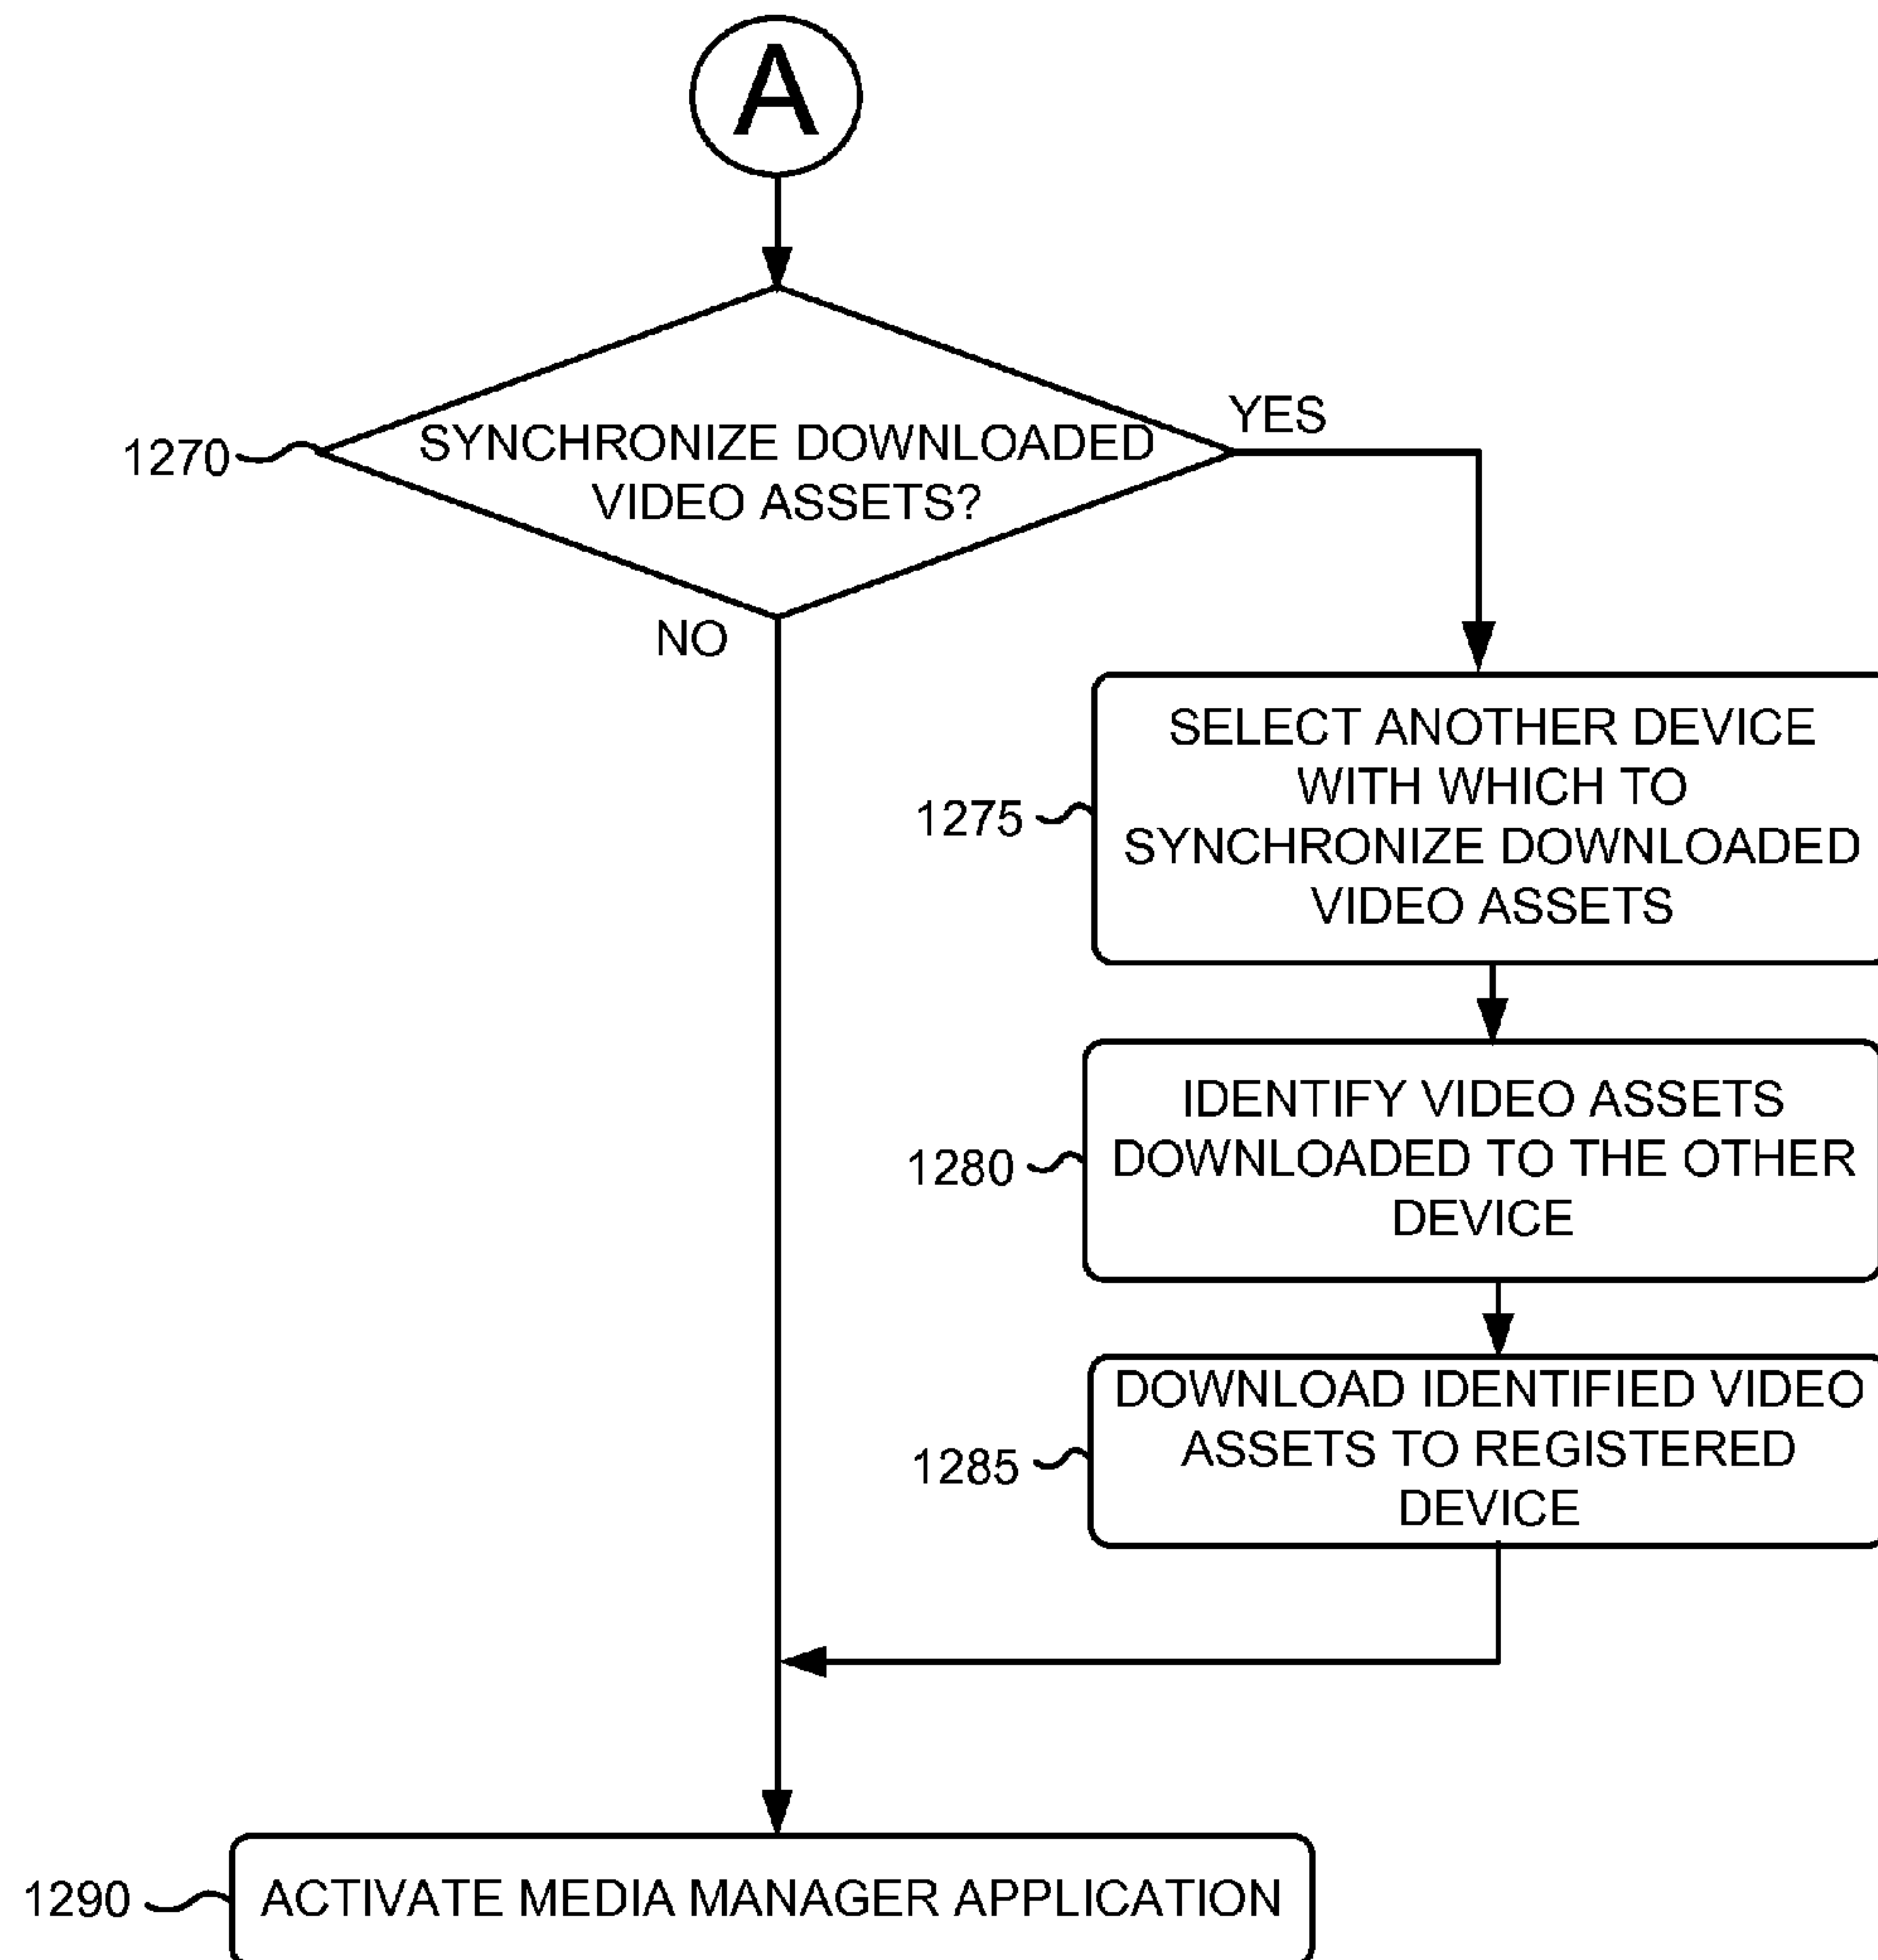 A
1270
SYNCHRONIZE DOWNLOADED
VIDEO ASSETS?
YES
NO
1275
SELECT ANOTHER DEVICE
WITH WHICH TO
SYNCHRONIZE DOWNLOADED
VIDEO ASSETS
1280
IDENTIFY VIDEO ASSETS
DOWNLOADED TO THE OTHER
DEVICE
1285
DOWNLOAD IDENTIFIED VIDEO
ASSETS TO REGISTERED
DEVICE
1290
ACTIVATE MEDIA MANAGER APPLICATION